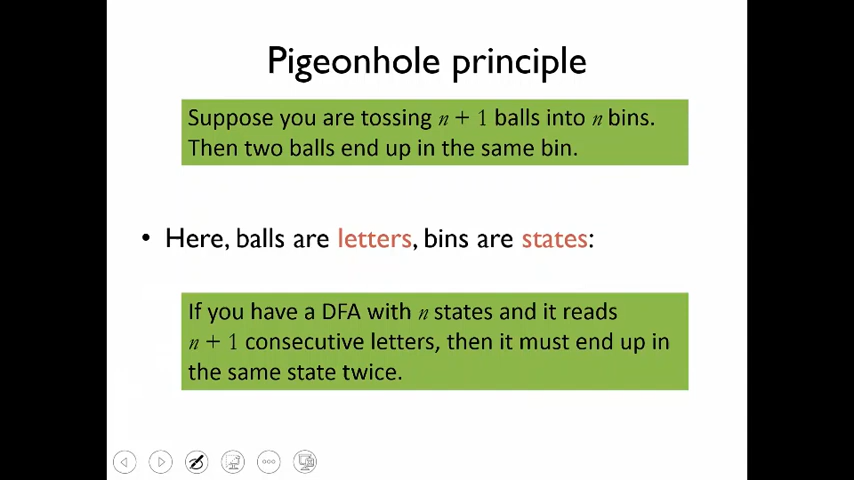 Pigeonhole principle
Suppose you are tossing n + 1 balls into n bins.
Then two balls end up in the same bin.
• Here, balls are letters, bins are states:
If you have a DFA with n states and it reads
n + 1 consecutive letters, then it must end up in
the same state twice.